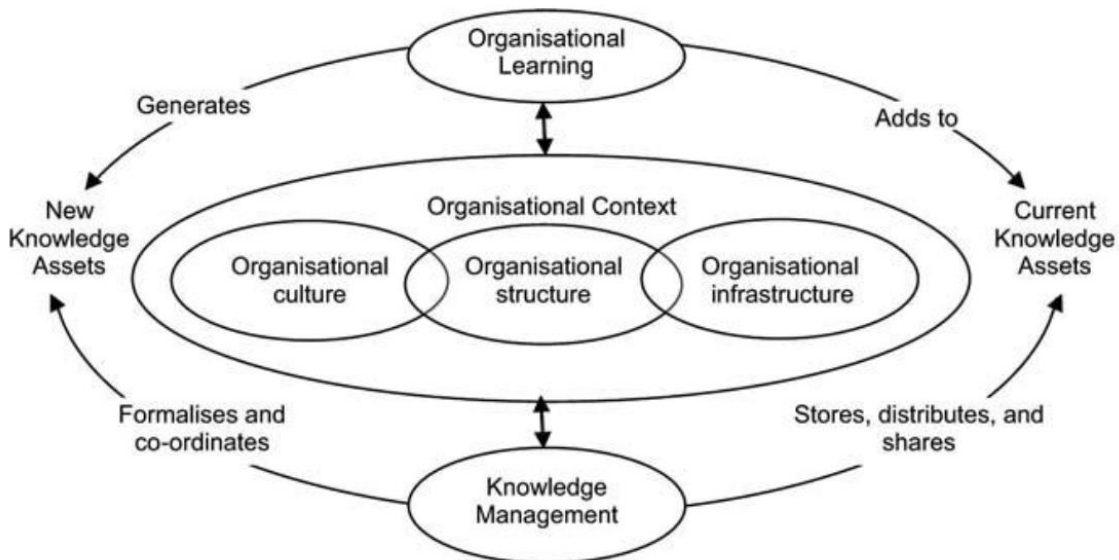 Organisational
Learning
Generates
Adds to
New
Knowledge
Assets
Organisational Context
Current
Knowledge
Assets
Organisational
culture
Organisational
structure
Organisational
infrastructure
Formalises and
co-ordinates
Stores, distributes, and
shares
Knowledge
Management